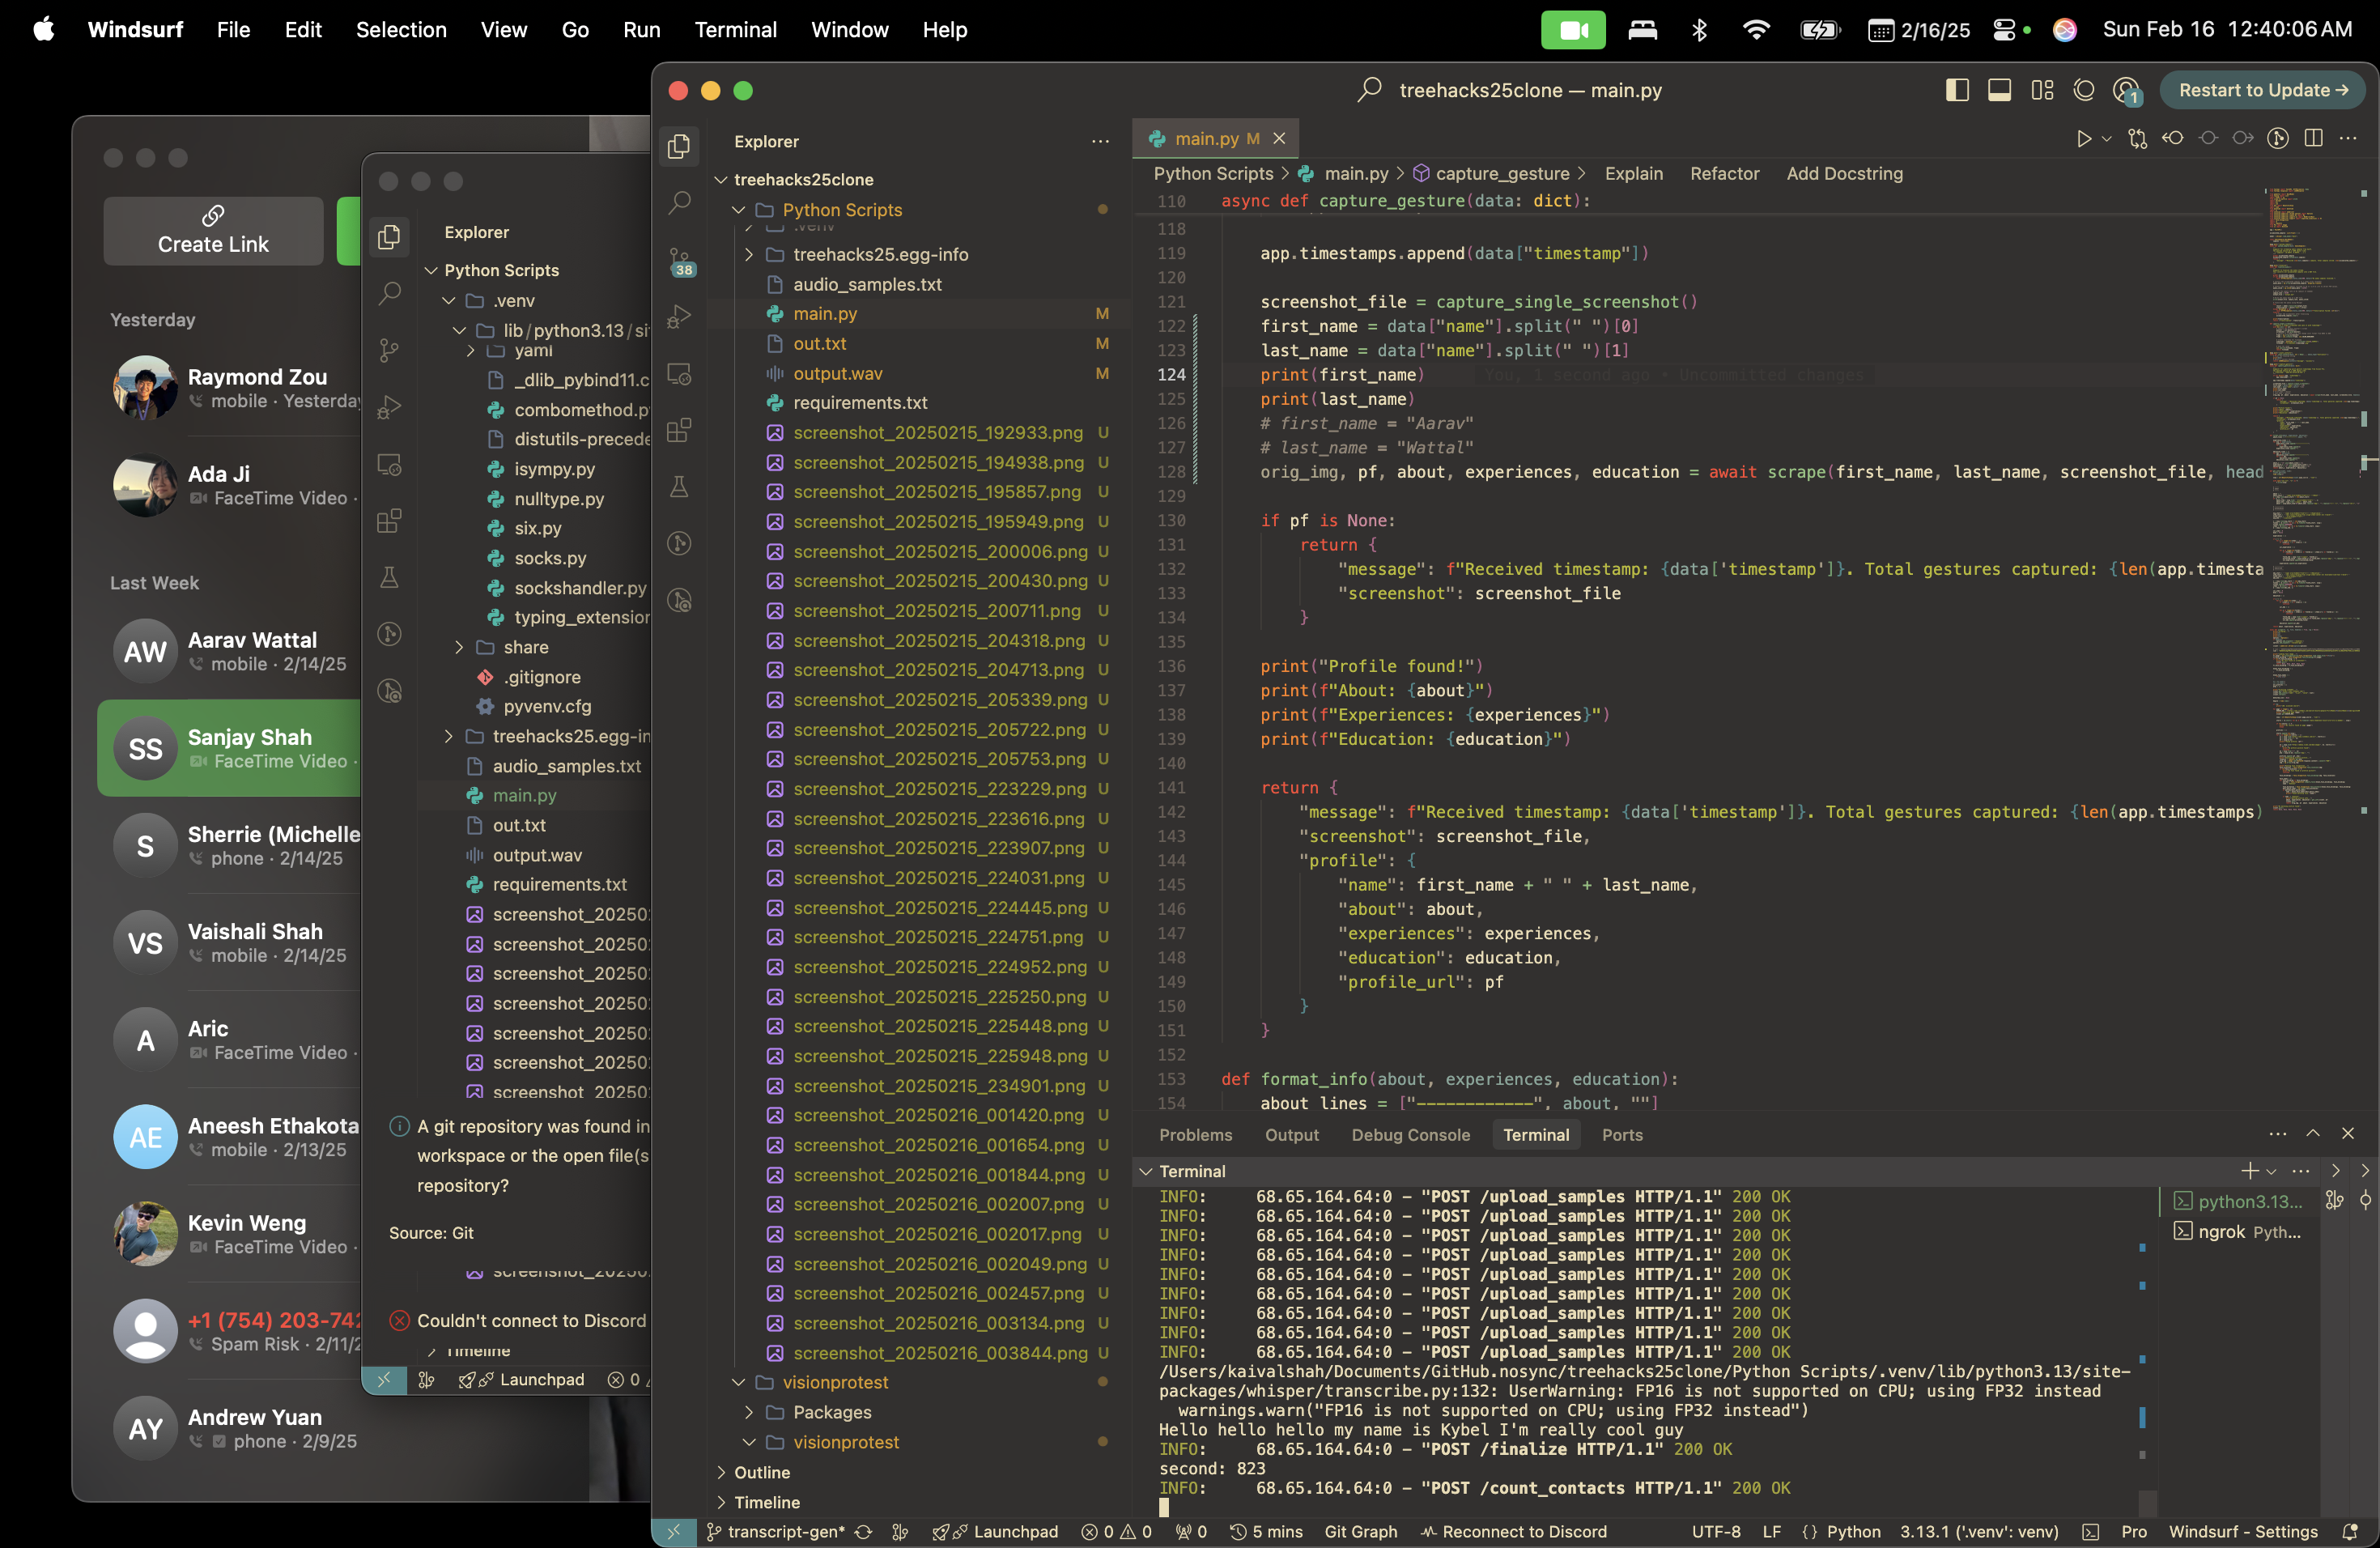 Windsurf File Edit Selection View Go Run Terminal Window Help
2/16/25 Sun Feb 16 12:40:06 AM
Create Link
Yesterday
Raymond Zou
mobile · Yesterday
Ada Ji
FaceTime Video ·
Last Week
AW
Aarav Wattal
mobile · 2/14/25
SS
Sanjay Shah
FaceTime Video ·
S
Sherrie (Michelle
phone · 2/14/25
VS
Vaishali Shah
mobile · 2/14/25
A
Aric
FaceTime Video ·
AE
Aneesh Ethakota
mobile · 2/13/25
Kevin Weng
FaceTime Video ·
+1 (754) 203-742
Spam Risk · 2/11/2
AY
Andrew Yuan
phone · 2/9/25
Explorer
Python Scripts
.venv
lib/python3.13/sit
yaml
_dlib_pybind11.c
combomethod.p
distutils-precede
isympy.py
nulltype.py
six.py
socks.py
sockshandler.py
typing_extension
share
.gitignore
pyvenv.cfg
treehacks25.egg-in
audio_samples.txt
main.py
out.txt
output.wav
requirements.txt
screenshot_20250
screenshot_20250
screenshot_20250
screenshot_20250
screenshot_20250
screenshot_20250
screenshot_20250
A git repository was found in
workspace or the open file(s
repository?
Source: Git
screenshot_20250
Couldn't connect to Discord
Timeline
Launchpad 0
treehacks25clone — main.py
1
Restart to Update →
Explorer
treehacks25clone
Python Scripts
.venv
treehacks25.egg-info
audio_samples.txt
main.py M
out.txt M
output.wav M
requirements.txt
screenshot_20250215_192933.png U
screenshot_20250215_194938.png U
screenshot_20250215_195857.png U
screenshot_20250215_195949.png U
screenshot_20250215_200006.png U
screenshot_20250215_200430.png U
screenshot_20250215_200711.png U
screenshot_20250215_204318.png U
screenshot_20250215_204713.png U
screenshot_20250215_205339.png U
screenshot_20250215_205722.png U
screenshot_20250215_205753.png U
screenshot_20250215_223229.png U
screenshot_20250215_223616.png U
screenshot_20250215_223907.png U
screenshot_20250215_224031.png U
screenshot_20250215_224445.png U
screenshot_20250215_224751.png U
screenshot_20250215_224952.png U
screenshot_20250215_225250.png U
screenshot_20250215_225448.png U
screenshot_20250215_225948.png U
screenshot_20250215_234901.png U
screenshot_20250216_001420.png U
screenshot_20250216_001654.png U
screenshot_20250216_001844.png U
screenshot_20250216_002007.png U
screenshot_20250216_002017.png U
screenshot_20250216_002049.png U
screenshot_20250216_002457.png U
screenshot_20250216_003134.png U
screenshot_20250216_003844.png U
visionprotest
Packages
visionprotest
Outline
Timeline
38
main.py M
Python Scripts > main.py > capture_gesture > Explain Refactor Add Docstring
110 async def capture_gesture(data: dict):
118
119 app.timestamps.append(data["timestamp"])
120
121 screenshot_file = capture_single_screenshot()
122 first_name = data["name"].split(" ")[0]
123 last_name = data["name"].split(" ")[1]
124 print(first_name) You, 1 second ago • Uncommitted changes
125 print(last_name)
126 # first_name = "Aarav"
127 # last_name = "Wattal"
128 orig_img, pf, about, experiences, education = await scrape(first_name, last_name, screenshot_file, head
129
130 if pf is None:
131 return {
132 "message": f"Received timestamp: {data['timestamp']}. Total gestures captured: {len(app.timesta
133 "screenshot": screenshot_file
134 }
135
136 print("Profile found!")
137 print(f"About: {about}")
138 print(f"Experiences: {experiences}")
139 print(f"Education: {education}")
140
141 return {
142 "message": f"Received timestamp: {data['timestamp']}. Total gestures captured: {len(app.timestamps)
143 "screenshot": screenshot_file,
144 "profile": {
145 "name": first_name + " " + last_name,
146 "about": about,
147 "experiences": experiences,
148 "education": education,
149 "profile_url": pf
150 }
151 }
152
153 def format_info(about, experiences, education):
154 about_lines = ["------------", about, ""]
Problems Output Debug Console Terminal Ports
Terminal
INFO: 68.65.164.64:0 - "POST /upload_samples HTTP/1.1" 200 OK
INFO: 68.65.164.64:0 - "POST /upload_samples HTTP/1.1" 200 OK
INFO: 68.65.164.64:0 - "POST /upload_samples HTTP/1.1" 200 OK
INFO: 68.65.164.64:0 - "POST /upload_samples HTTP/1.1" 200 OK
INFO: 68.65.164.64:0 - "POST /upload_samples HTTP/1.1" 200 OK
INFO: 68.65.164.64:0 - "POST /upload_samples HTTP/1.1" 200 OK
INFO: 68.65.164.64:0 - "POST /upload_samples HTTP/1.1" 200 OK
INFO: 68.65.164.64:0 - "POST /upload_samples HTTP/1.1" 200 OK
INFO: 68.65.164.64:0 - "POST /upload_samples HTTP/1.1" 200 OK
/Users/kaivalshah/Documents/GitHub.nosync/treehacks25clone/Python Scripts/.venv/lib/python3.13/site-
packages/whisper/transcribe.py:132: UserWarning: FP16 is not supported on CPU; using FP32 instead
warnings.warn("FP16 is not supported on CPU; using FP32 instead")
Hello hello hello my name is Kybel I'm really cool guy
INFO: 68.65.164.64:0 - "POST /finalize HTTP/1.1" 200 OK
second: 823
INFO: 68.65.164.64:0 - "POST /count_contacts HTTP/1.1" 200 OK
python3.13...
ngrok Pyth...
transcript-gen* Launchpad 0 0 0 5 mins Git Graph Reconnect to Discord UTF-8 LF {} Python 3.13.1 ('.venv': venv) Pro Windsurf - Settings